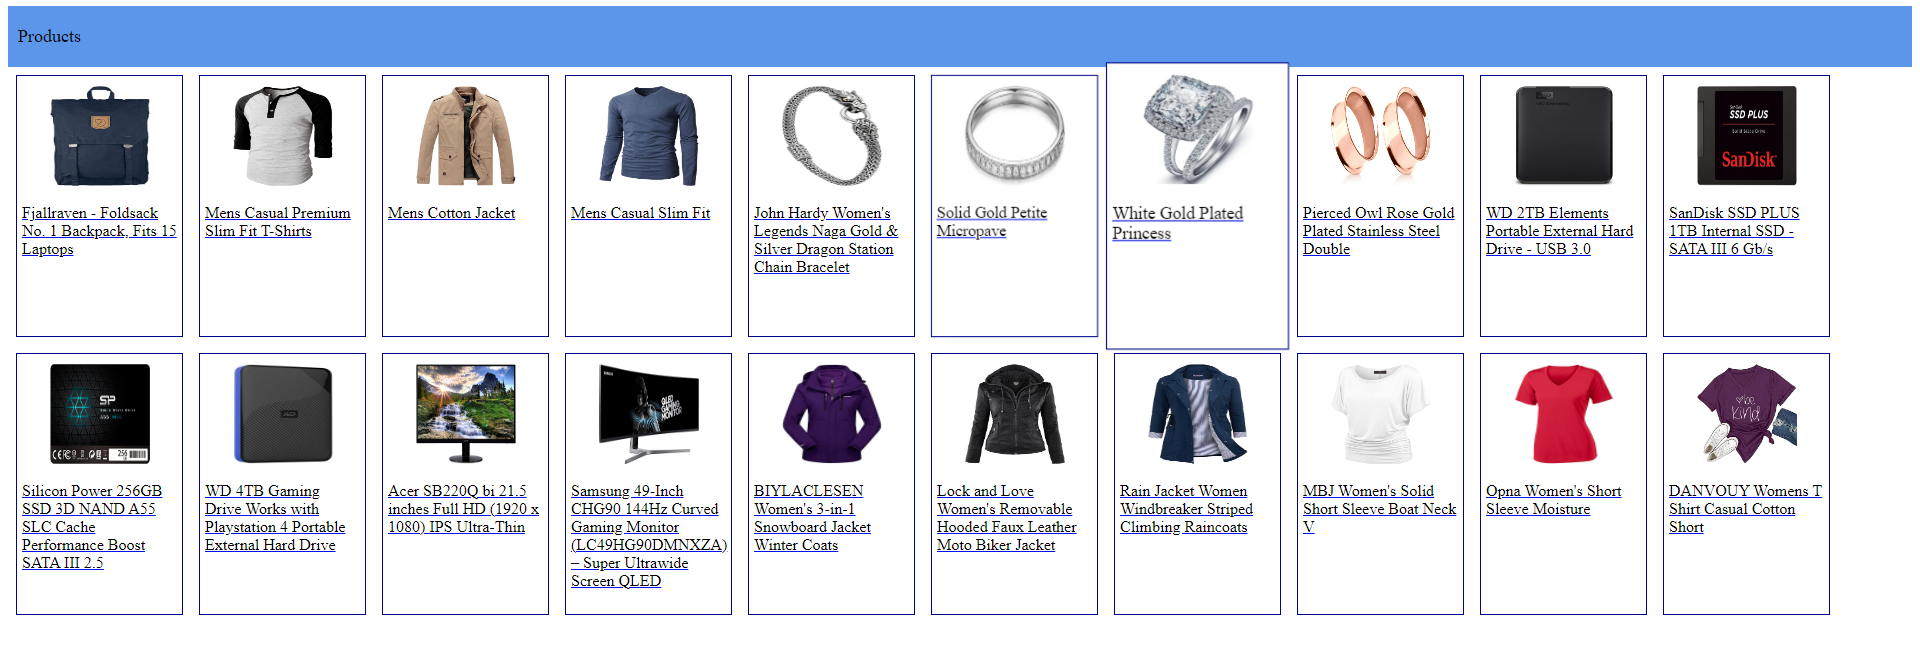 Products
Fjallraven - Foldsack
No. 1 Backpack, Fits 15
Laptops
Mens Casual Premium
Slim Fit T-Shirts
Mens Cotton Jacket
Mens Casual Slim Fit
John Hardy Women's
Legends Naga Gold &
Silver Dragon Station
Chain Bracelet
Solid Gold Petite
Micropave
White Gold Plated
Princess
Pierced Owl Rose Gold
Plated Stainless Steel
Double
WD 2TB Elements
Portable External Hard
Drive - USB 3.0
SanDisk
SSD PLUS
Solid State Drive
SanDisk
SanDisk SSD PLUS
1TB Internal SSD -
SATA III 6 Gb/s
SP
256
Silicon Power 256GB
SSD 3D NAND A55
SLC Cache
Performance Boost
SATA III 2.5
WD 4TB Gaming
Drive Works with
Playstation 4 Portable
External Hard Drive
Acer SB220Q bi 21.5
inches Full HD (1920 x
1080) IPS Ultra-Thin
QLED
GAMING
MONITOR
Samsung 49-Inch
CHG90 144Hz Curved
Gaming Monitor
(LC49HG90DMNXZA)
– Super Ultrawide
Screen QLED
BIYLACLESEN
Women's 3-in-1
Snowboard Jacket
Winter Coats
Lock and Love
Women's Removable
Hooded Faux Leather
Moto Biker Jacket
Rain Jacket Women
Windbreaker Striped
Climbing Raincoats
MBJ Women's Solid
Short Sleeve Boat Neck
V
Opna Women's Short
Sleeve Moisture
be
kind
DANVOUY Womens T
Shirt Casual Cotton
Short